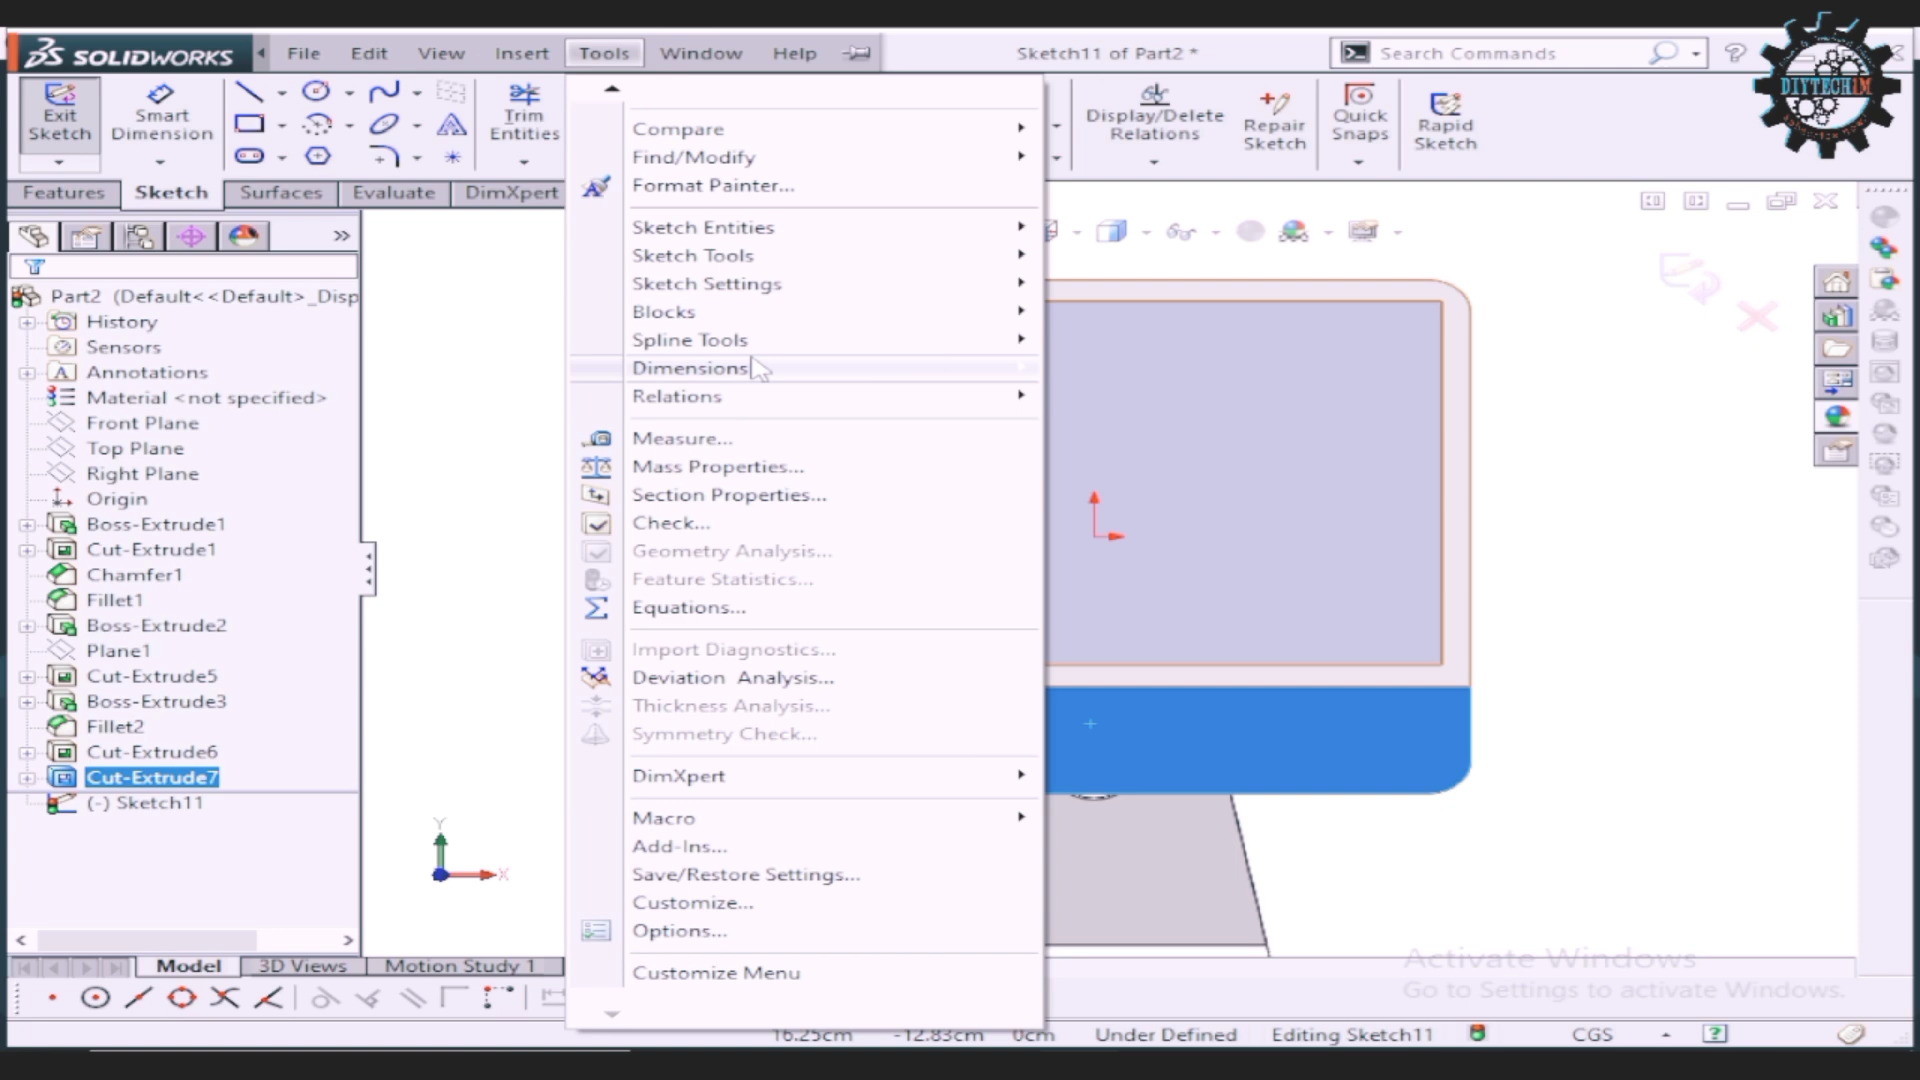 SOLIDWORKS File Edit View Insert Tools Window Help Sketch11 of Part2 * Search Commands
DIYTECH1M
Exit Sketch
Smart Dimension
Trim Entities
Display/Delete Relations
Repair Sketch
Quick Snaps
Rapid Sketch
Features Sketch Surfaces Evaluate DimXpert
Part2 (Default<<Default>_Disp
History
Sensors
Annotations
Material <not specified>
Front Plane
Top Plane
Right Plane
Origin
Boss-Extrude1
Cut-Extrude1
Chamfer1
Fillet1
Boss-Extrude2
Plane1
Cut-Extrude5
Boss-Extrude3
Fillet2
Cut-Extrude6
Cut-Extrude7
(-) Sketch11
Compare
Find/Modify
Format Painter...
Sketch Entities
Sketch Tools
Sketch Settings
Blocks
Spline Tools
Dimensions
Relations
Measure...
Mass Properties...
Section Properties...
Check...
Geometry Analysis...
Feature Statistics...
Equations...
Import Diagnostics...
Deviation Analysis...
Thickness Analysis...
Symmetry Check...
DimXpert
Macro
Add-Ins...
Save/Restore Settings...
Customize...
Options...
Customize Menu
Y
X
Activate Windows
Go to Settings to activate Windows.
Model 3D Views Motion Study 1
16.25cm -12.83cm 0cm Under Defined Editing Sketch11 CGS